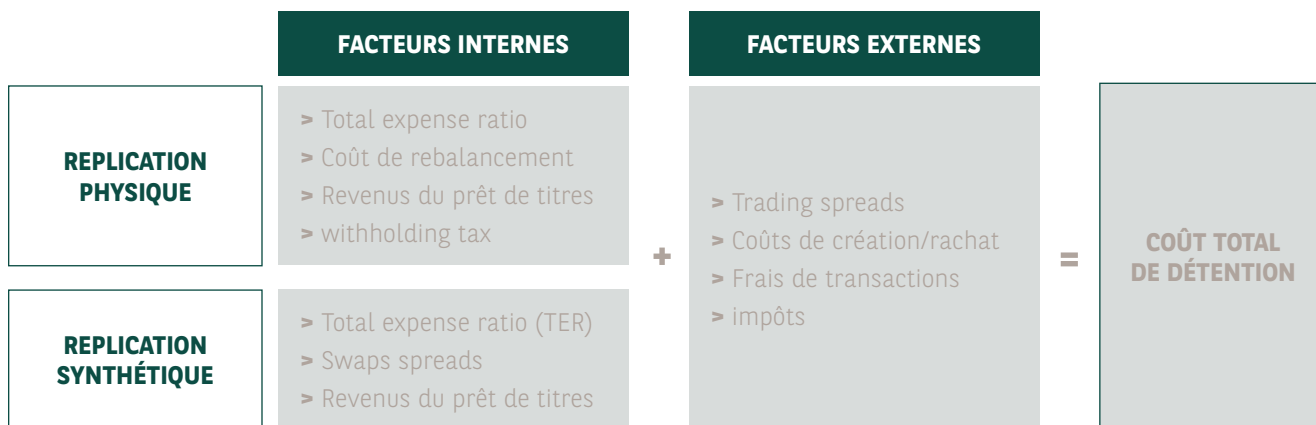 FACTEURS INTERNES
FACTEURS EXTERNES
REPLICATION
PHYSIQUE
> Total expense ratio
> Coût de rebalancement
> Revenus du prêt de titres
> withholding tax
REPLICATION
SYNTHÉTIQUE
> Total expense ratio (TER)
> Swaps spreads
> Revenus du prêt de titres
+
> Trading spreads
> Coûts de création/rachat
> Frais de transactions
> impôts
=
COÛT TOTAL
DE DÉTENTION